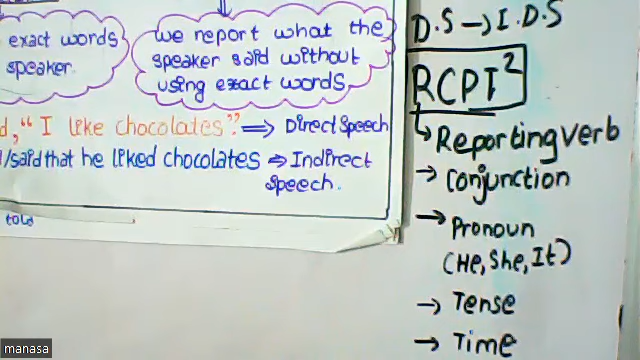 exact words
speaker.
we report what the
speaker said without
using exact words.
d, "I like chocolates". ⇒ Direct Speech
/said that he liked chocolates ⇒ Indirect
Speech.
told
D.S → I.D.S
RCPT²
↳ Reporting verb
→ Conjunction
→ Pronoun
(He, She, It)
→ Tense
→ Time
manasa